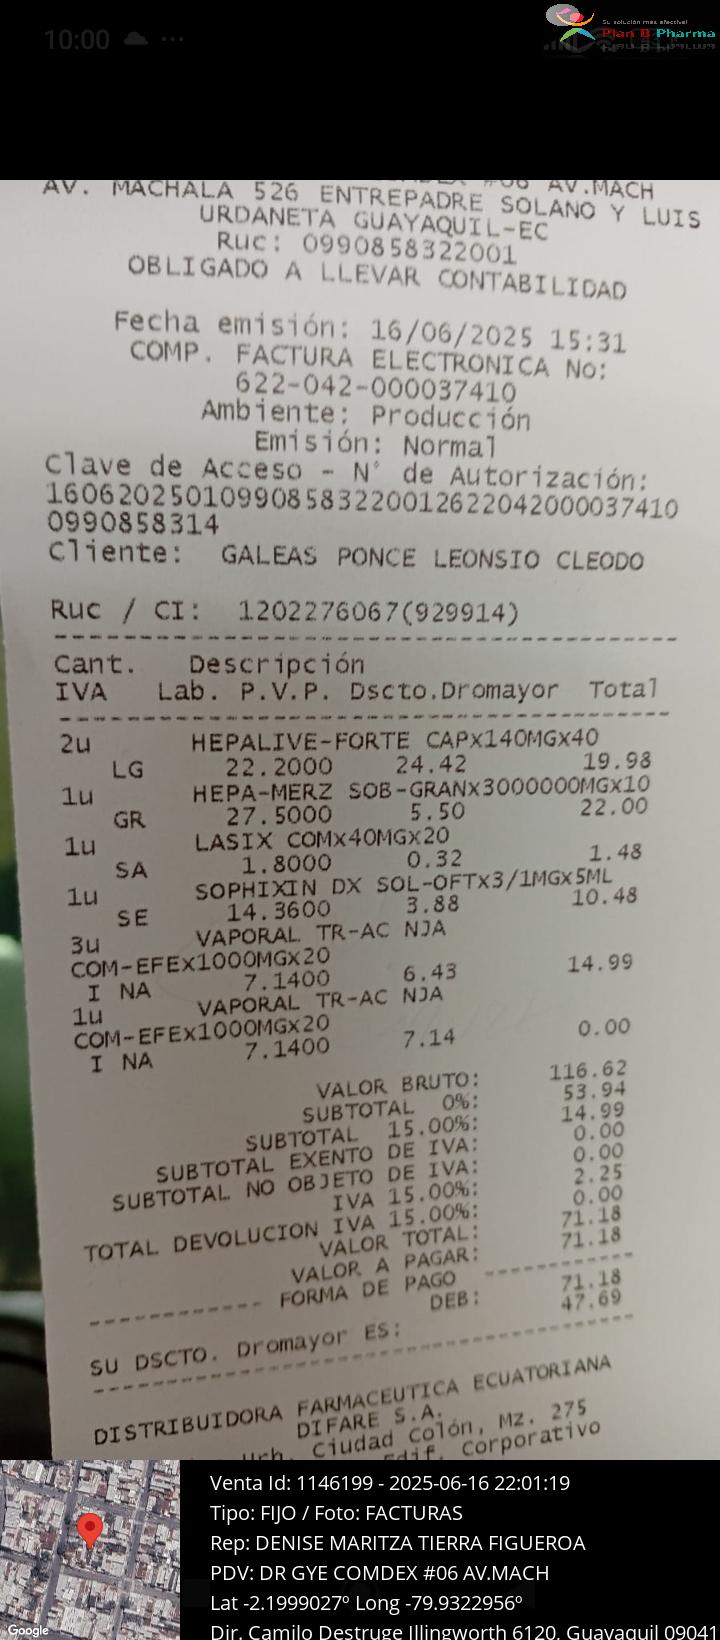 10:00
Su solución más efectiva!
Plan B Pharma
#06 AV.MACH
AV. MACHALA 526 ENTREPADRE SOLANO Y LUIS
URDANETA GUAYAQUIL-EC
Ruc: 0990858322001
OBLIGADO A LLEVAR CONTABILIDAD
Fecha emisión: 16/06/2025 15:31
COMP. FACTURA ELECTRONICA No:
622-042-000037410
Ambiente: Producción
Emisión: Normal
Clave de Acceso - N° de Autorización:
160620250109908583220012622042000037410
0990858314
Cliente: GALEAS PONCE LEONSIO CLEODO
Ruc / CI: 1202276067(929914)
Cant. Descripción
IVA Lab. P.V.P. Dscto.Dromayor Total
2u HEPALIVE-FORTE CAPx140MGx40
LG 22.2000 24.42 19.98
1u HEPA-MERZ SOB-GRANx3000000MGx10
GR 27.5000 5.50 22.00
1u LASIX COMx40MGx20
SA 1.8000 0.32 1.48
1u SOPHIXIN DX SOL-OFTx3/1MGx5ML
SE 14.3600 3.88 10.48
3u VAPORAL TR-AC NJA
COM-EFEx1000MGx20
I NA 7.1400 6.43 14.99
1u VAPORAL TR-AC NJA
COM-EFEx1000MGx20
I NA 7.1400 7.14 0.00
VALOR BRUTO: 116.62
SUBTOTAL 0%: 53.94
SUBTOTAL 15.00%: 14.99
SUBTOTAL EXENTO DE IVA: 0.00
SUBTOTAL NO OBJETO DE IVA: 0.00
IVA 15.00%: 2.25
TOTAL DEVOLUCION IVA 15.00%: 0.00
VALOR TOTAL: 71.18
VALOR A PAGAR: 71.18
FORMA DE PAGO
DEB: 71.18
SU DSCTO. Dromayor ES: 47.69
DISTRIBUIDORA FARMACEUTICA ECUATORIANA
DIFARE S.A.
Urb. Ciudad Colón, Mz. 275
Edif. Corporativo
Google
Venta Id: 1146199 - 2025-06-16 22:01:19
Tipo: FIJO / Foto: FACTURAS
Rep: DENISE MARITZA TIERRA FIGUEROA
PDV: DR GYE COMDEX #06 AV.MACH
Lat -2.1999027º Long -79.9322956º
Dir. Camilo Destruge Illingworth 6120, Guayaquil 09041